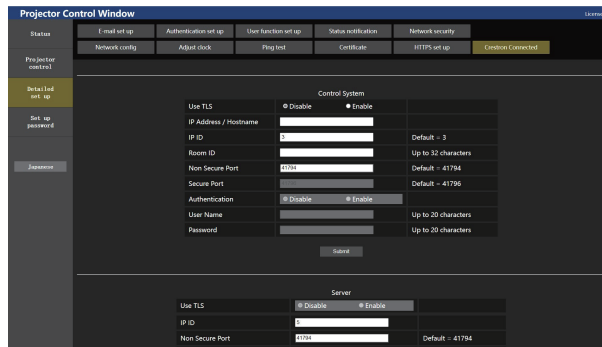 Projector Control Window
License
Status
E-mail set up
Authentication set up
User function set up
Status notification
Network security
Network config
Adjust clock
Ping test
Certificate
HTTPS set up
Crestron Connected
Projector
control
Detailed
set up
Set up
password
Japanese
Control System
Use TLS Disable Enable
IP Address / Hostname
IP ID 3 Default = 3
Room ID Up to 32 characters
Non Secure Port 41794 Default = 41794
Secure Port Default = 41796
Authentication Disable Enable
User Name Up to 20 characters
Password Up to 20 characters
Submit
Server
Use TLS Disable Enable
IP ID 5
Non Secure Port 41794 Default = 41794